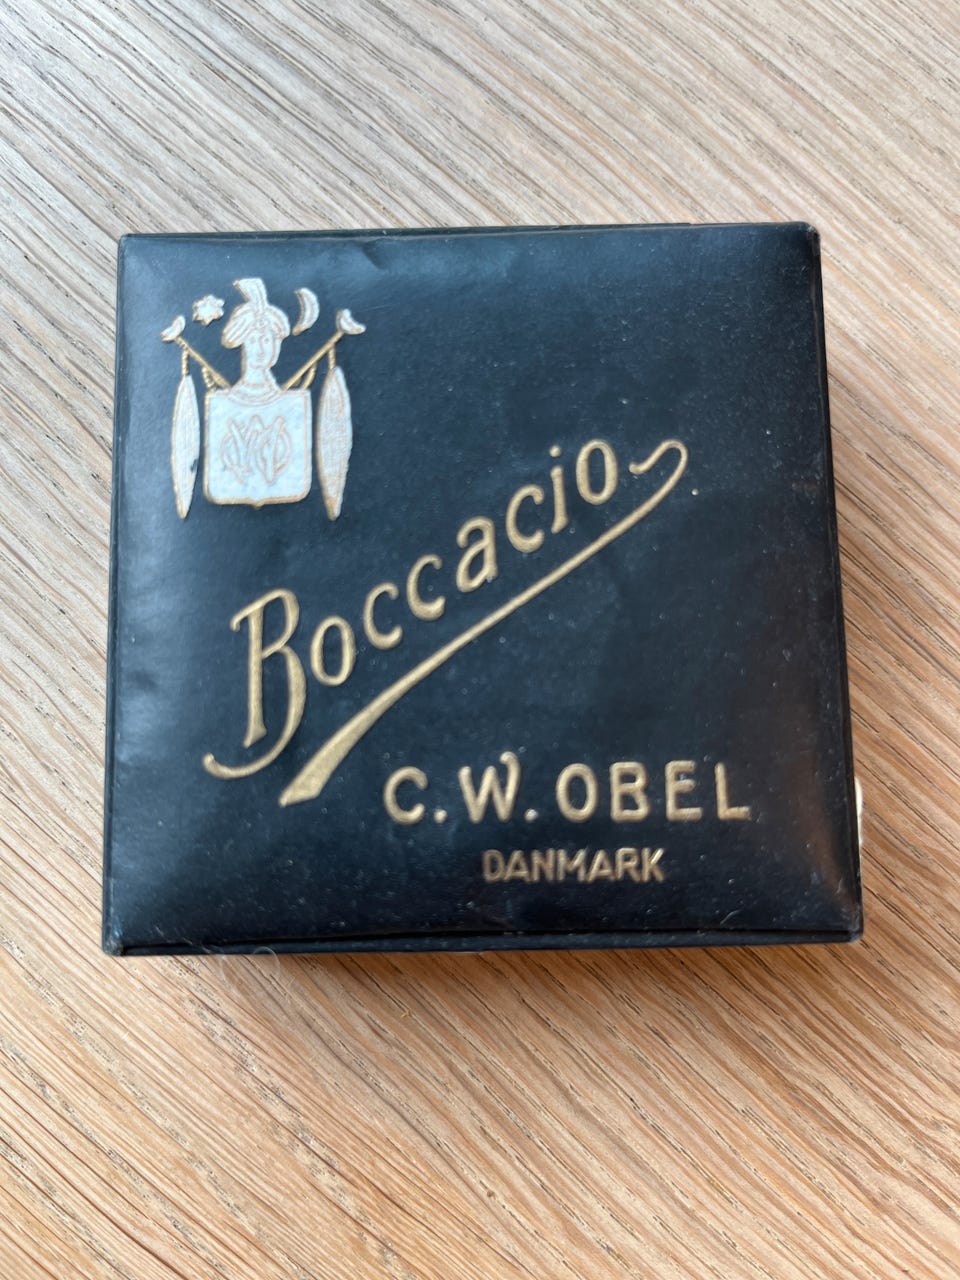 Boccacio
C.W. OBEL
DANMARK